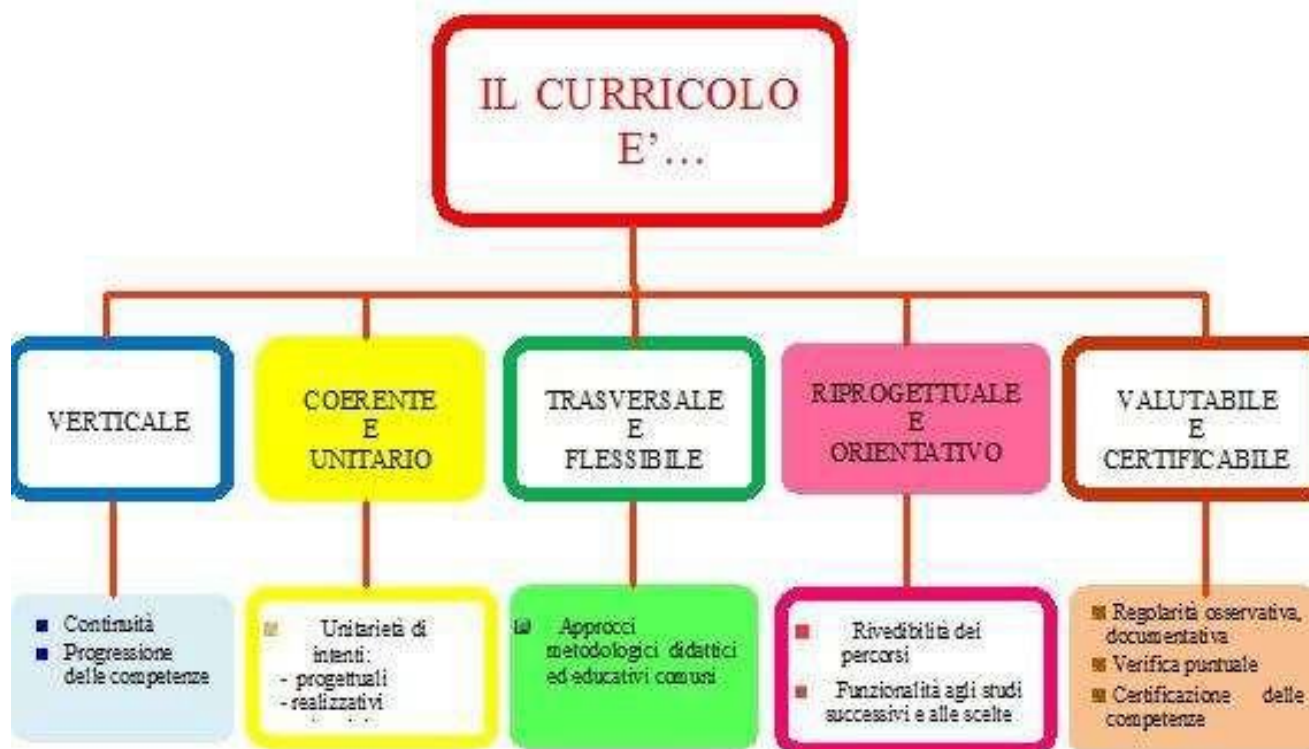 IL CURRICOLO
E’...
VERTICALE
COERENTE
E
UNITARIO
TRASVERSALE
E
FLESSIBILE
RIPROGETTUALE
E
ORIENTATIVO
VALUTABILE
E
CERTIFICABILE
Continuità
Progressione
delle competenze
Unitarietà di
intenti:
- progettuali
- realizzativi
Approcci
metodologici didattici
ed educativi comuni
Rivedibilità dei
percorsi
Funzionalità agli studi
successivi e alle scelte
Regolarità osservativa,
documentativa
Verifica puntuale
Certificazione delle
competenze